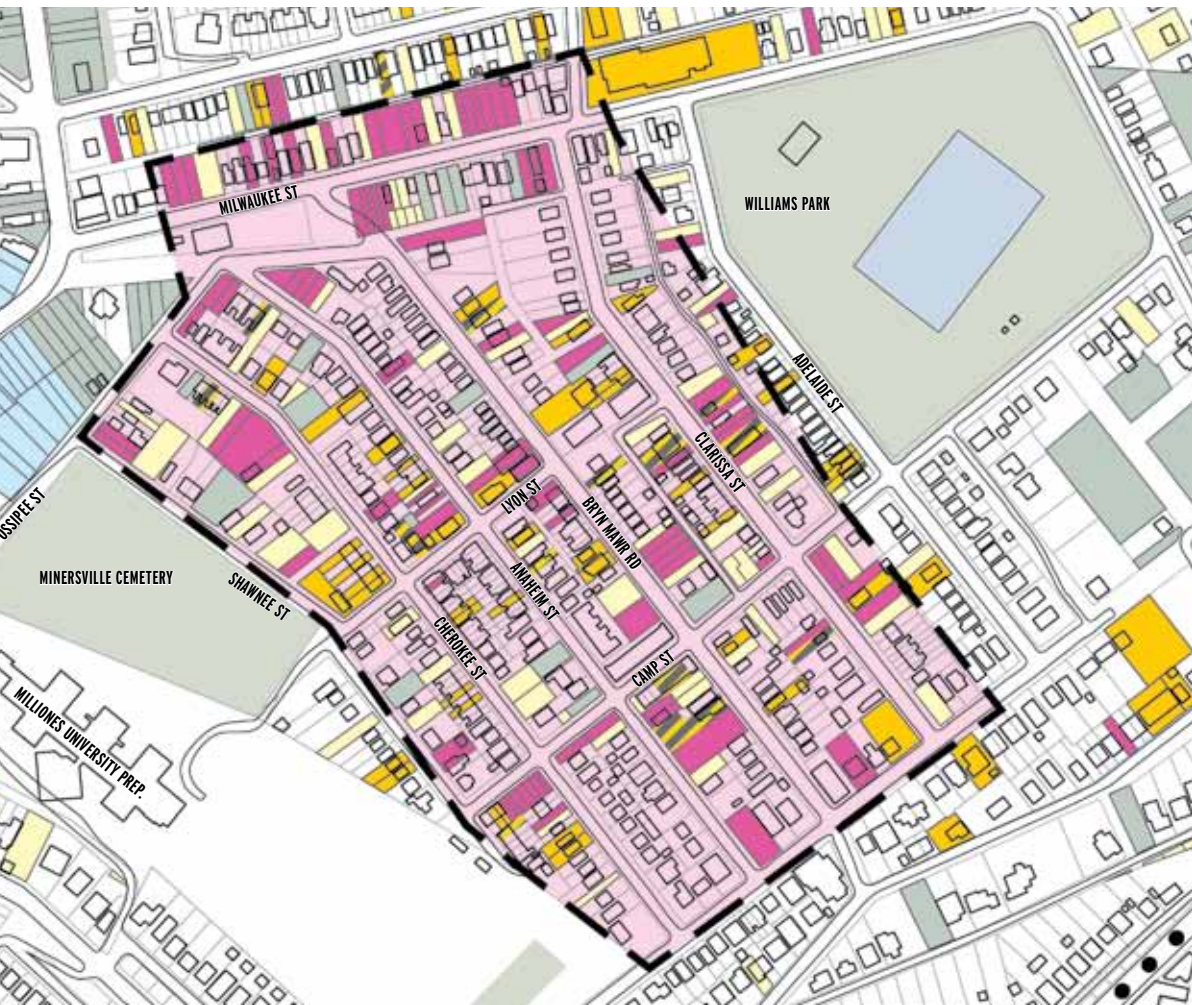 MILWAUKEE ST
WILLIAMS PARK
ADELAIDE ST
CLARISSA ST
LYON ST
BRYN MAWR RD
OSSIPEE ST
MINERSVILLE CEMETERY
SHAWNEE ST
ANAHEIM ST
CHEROKEE ST
CAMP ST
MILLIONES UNIVERSITY PREP.